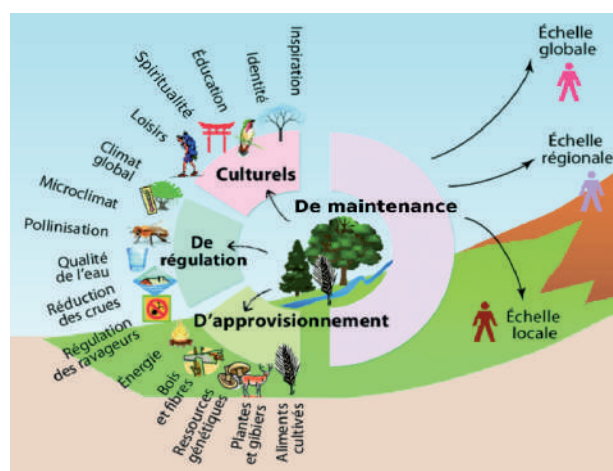 Inspiration
Identité
Éducation
Spiritualité
Loisirs
Climat
global
Microclimat
Pollinisation
Qualité
de l'eau
Réduction
des crues
Régulation
des ravageurs
Énergie
Bois
et fibres
Ressources
génétiques
Plantes
et gibiers
Aliments
cultivés
Culturels
De
régulation
D'approvisionnement
De maintenance
Échelle
globale
Échelle
régionale
Échelle
locale